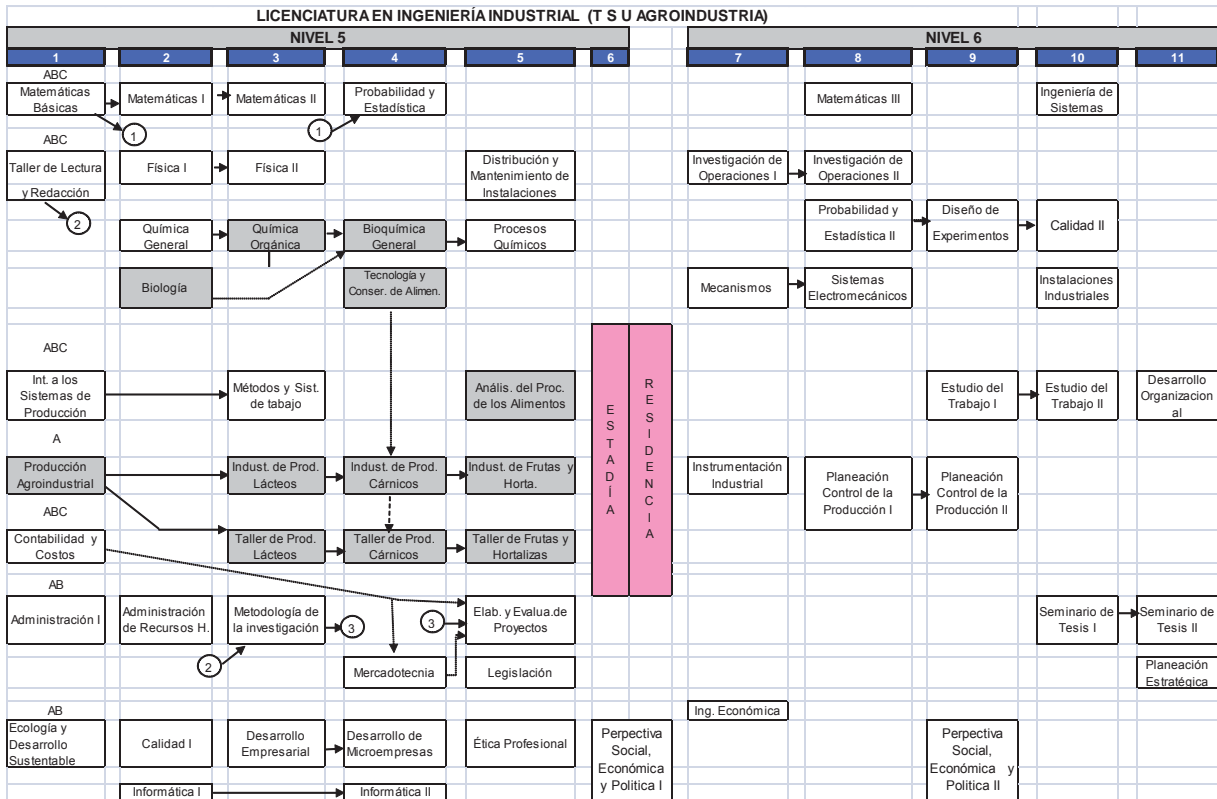 LICENCIATURA EN INGENIERÍA INDUSTRIAL (T S U AGROINDUSTRIA)
NIVEL 5
NIVEL 6
1
2
3
4
5
6
7
8
9
10
11
ABC
Matemáticas
Básicas
Matemáticas I
Matemáticas II
Probabilidad y
Estadística
Matemáticas III
Ingeniería de
Sistemas
1
1
ABC
Taller de Lectura
y Redacción
Física I
Física II
Distribución y
Mantenimiento de
Instalaciones
Investigación de
Operaciones I
Investigación de
Operaciones II
2
Química
General
Química
Orgánica
Bioquímica
General
Procesos
Químicos
Probabilidad y
Estadística II
Diseño de
Experimentos
Calidad II
Biología
Tecnología y
Conser. de Alimen.
Mecanismos
Sistemas
Electromecánicos
Instalaciones
Industriales
ABC
Int. a los
Sistemas de
Producción
Métodos y Sist.
de tabajo
Anális. del Proc.
de los Alimentos
ESTADÍA
RESIDENCIA
Estudio del
Trabajo I
Estudio del
Trabajo II
Desarrollo
Organizacion
al
A
Producción
Agroindustrial
Indust. de Prod.
Lácteos
Indust. de Prod.
Cárnicos
Indust. de Frutas y
Horta.
Instrumentación
Industrial
Planeación
Control de la
Producción I
Planeación
Control de la
Producción II
ABC
Contabilidad y
Costos
Taller de Prod.
Lácteos
Taller de Prod.
Cárnicos
Taller de Frutas y
Hortalizas
AB
Administración I
Administración
de Recursos H.
Metodología de
la investigación
3
3
Elab. y Evalua.de
Proyectos
Seminario de
Tesis I
Seminario de
Tesis II
2
Mercadotecnia
Legislación
Planeación
Estratégica
AB
Ing. Económica
Ecología y
Desarrollo
Sustentable
Calidad I
Desarrollo
Empresarial
Desarrollo de
Microempresas
Ética Profesional
Perpectiva
Social,
Económica
y Politica I
Perpectiva
Social,
Económica y
Politica II
Informática I
Informática II